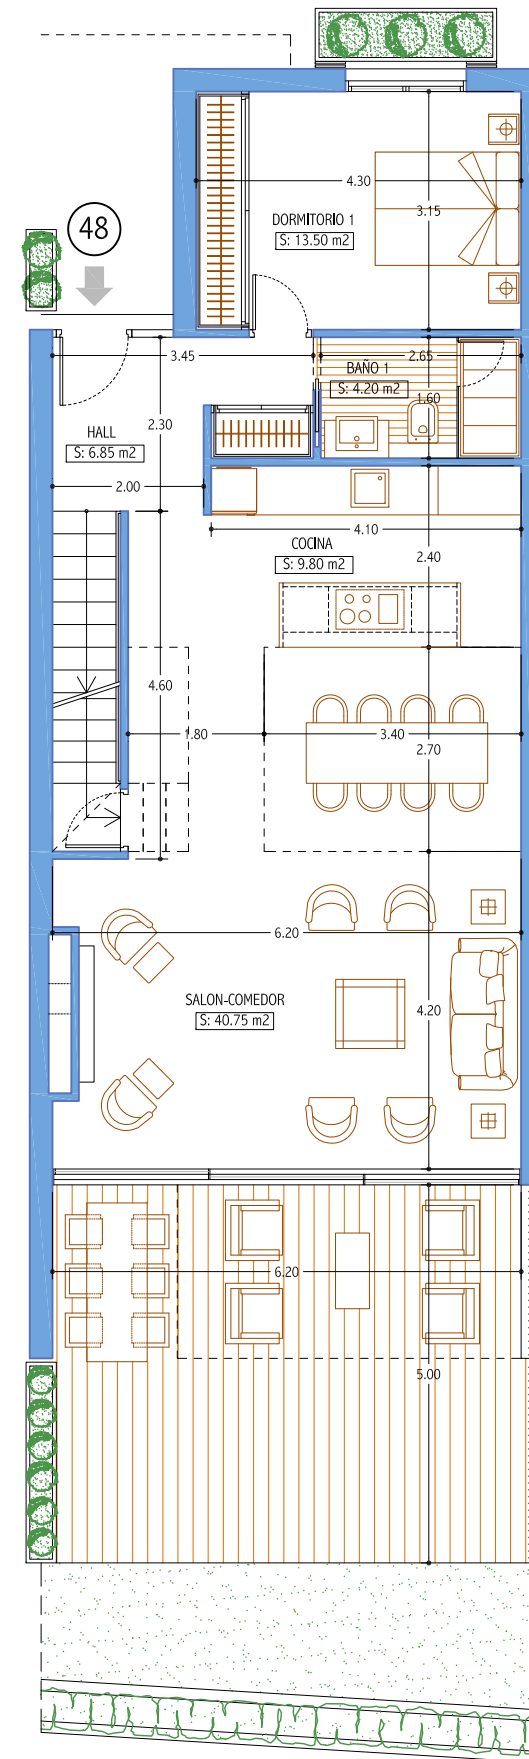 48
4.30
3.15
DORMITORIO 1
S: 13.50 m2
3.45
2.65
BAÑO 1
S: 4.20 m2
1.60
2.30
HALL
S: 6.85 m2
2.00
4.10
COCINA
S: 9.80 m2
2.40
4.60
1.80
3.40
2.70
6.20
SALON-COMEDOR
S: 40.75 m2
4.20
6.20
5.00